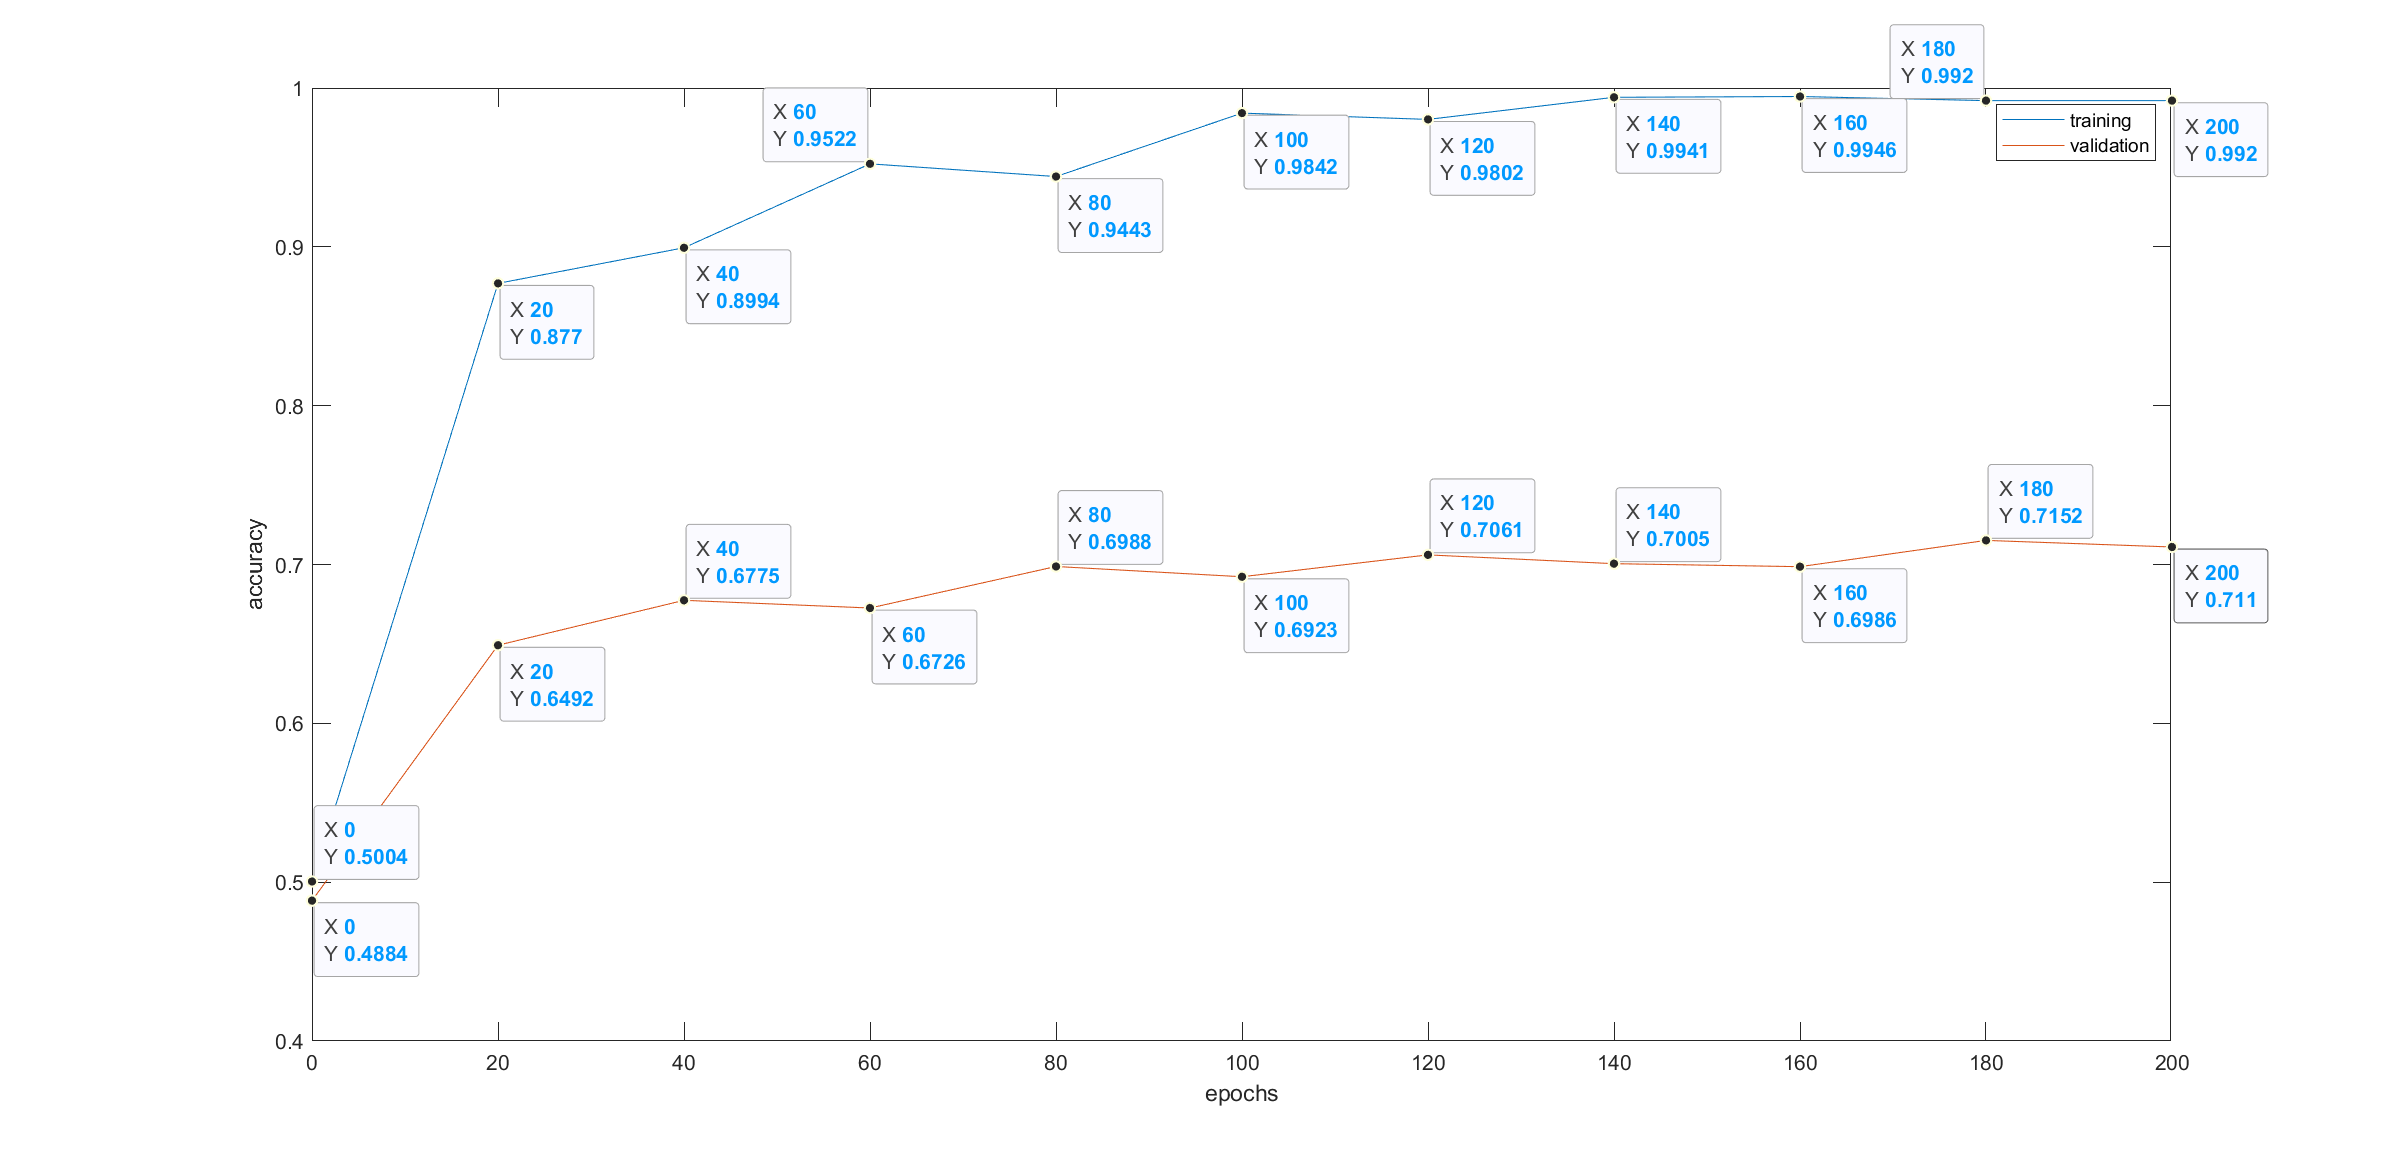 X 180
Y 0.992
1
X 60
Y 0.9522
X 100
Y 0.9842
X 120
Y 0.9802
X 140
Y 0.9941
X 160
Y 0.9946
training
validation
X 200
Y 0.992
X 80
Y 0.9443
0.9
X 40
Y 0.8994
X 20
Y 0.877
0.8
accuracy
0.7
X 40
Y 0.6775
X 80
Y 0.6988
X 120
Y 0.7061
X 140
Y 0.7005
X 180
Y 0.7152
X 20
Y 0.6492
X 60
Y 0.6726
X 100
Y 0.6923
X 160
Y 0.6986
X 200
Y 0.711
0.6
X 0
Y 0.5004
0.5
X 0
Y 0.4884
0.4
0 20 40 60 80 100 120 140 160 180 200
epochs